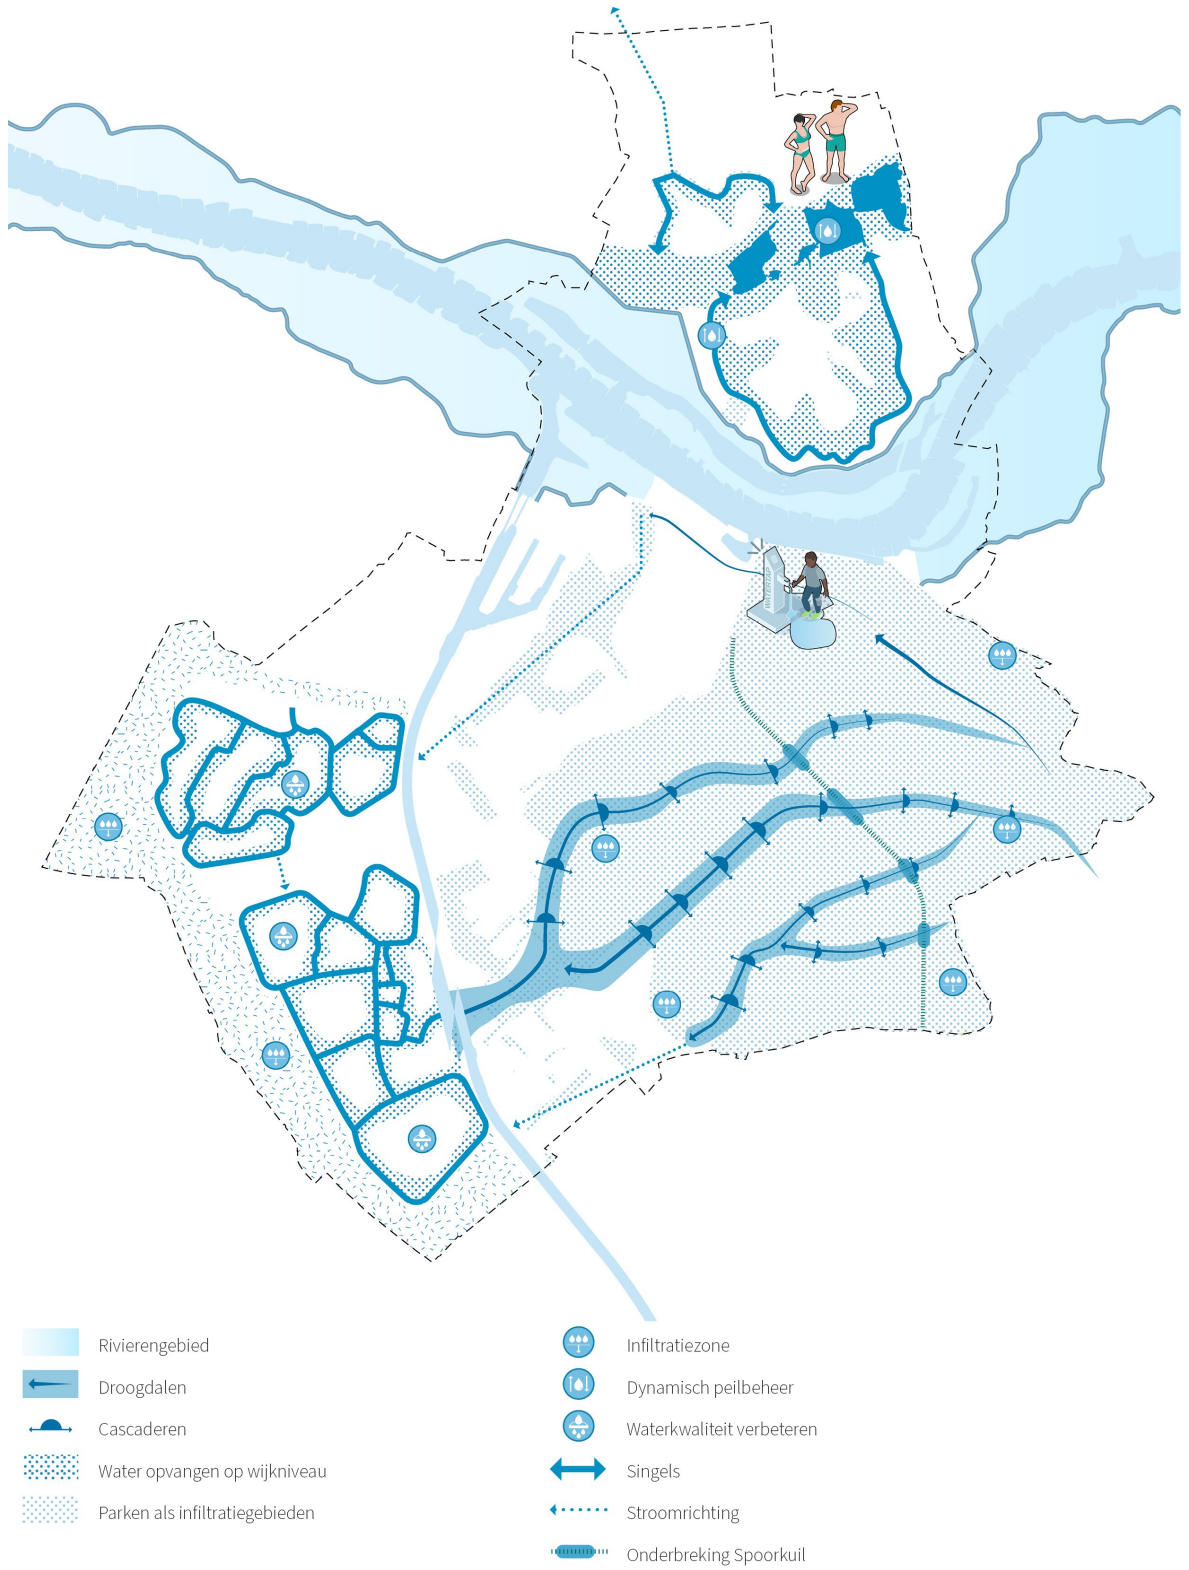 WATERTAP
Rivierengebied
Droogdalen
Cascaderen
Water opvangen op wijkniveau
Parken als infiltratiegebieden
Infiltratiezone
Dynamisch peilbeheer
Waterkwaliteit verbeteren
Singels
Stroomrichting
Onderbreking Spoorkuil